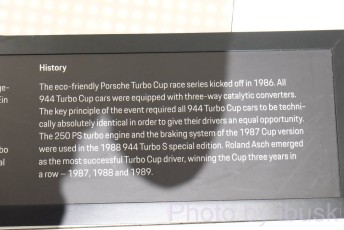 History
The eco-friendly Porsche Turbo Cup race series kicked off in 1986. All
944 Turbo Cup cars were equipped with three-way catalytic converters.
The key principle of the event required all 944 Turbo Cup cars to be techni-
cally absolutely identical in order to give their drivers an equal opportunity.
The 250 PS turbo engine and the braking system of the 1987 Cup version
were used in the 1988 944 Turbo S special edition. Roland Asch emerged
as the most successful Turbo Cup driver, winning the Cup three years in
a row – 1987, 1988 and 1989.
Photo by